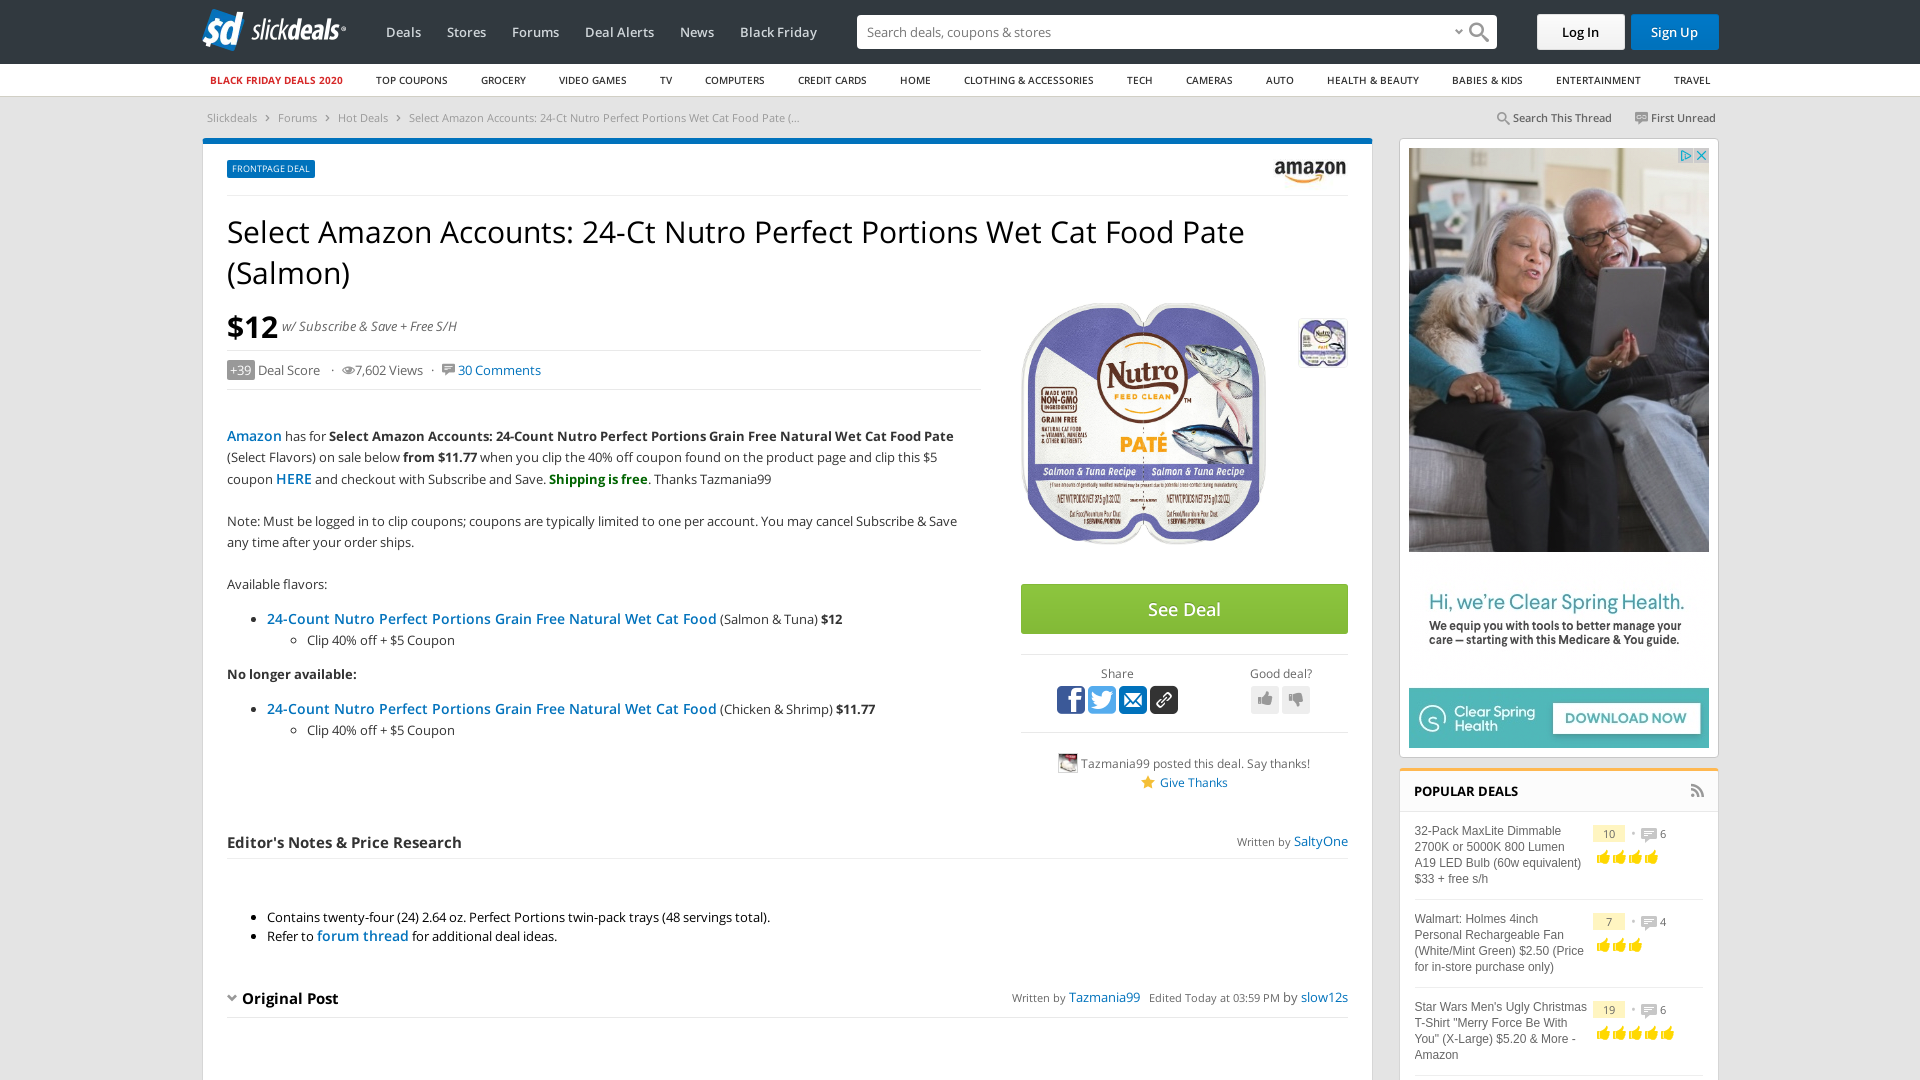 sd slickdeals
Deals Stores Forums Deal Alerts News Black Friday
Search deals, coupons & stores
Log In Sign Up
BLACK FRIDAY DEALS 2020 TOP COUPONS GROCERY VIDEO GAMES TV COMPUTERS CREDIT CARDS HOME CLOTHING & ACCESSORIES TECH CAMERAS AUTO HEALTH & BEAUTY BABIES & KIDS ENTERTAINMENT TRAVEL
Slickdeals › Forums › Hot Deals › Select Amazon Accounts: 24-Ct Nutro Perfect Portions Wet Cat Food Pate (...
Search This Thread First Unread
FRONTPAGE DEAL
amazon
Select Amazon Accounts: 24-Ct Nutro Perfect Portions Wet Cat Food Pate
(Salmon)
$12 w/ Subscribe & Save + Free S/H
+39 Deal Score · 7,602 Views · 30 Comments
Amazon has for Select Amazon Accounts: 24-Count Nutro Perfect Portions Grain Free Natural Wet Cat Food Pate
(Select Flavors) on sale below from $11.77 when you clip the 40% off coupon found on the product page and clip this $5
coupon HERE and checkout with Subscribe and Save. Shipping is free. Thanks Tazmania99
Note: Must be logged in to clip coupons; coupons are typically limited to one per account. You may cancel Subscribe & Save
any time after your order ships.
Available flavors:
24-Count Nutro Perfect Portions Grain Free Natural Wet Cat Food (Salmon & Tuna) $12
Clip 40% off + $5 Coupon
No longer available:
24-Count Nutro Perfect Portions Grain Free Natural Wet Cat Food (Chicken & Shrimp) $11.77
Clip 40% off + $5 Coupon
Nutro
FEED CLEAN
MADE WITH
NON-GMO
INGREDIENTS
GRAIN FREE
NATURAL CAT FOOD
+ VITAMINS, MINERALS
& OTHER NUTRIENTS
PATÉ
Salmon & Tuna Recipe Salmon & Tuna Recipe
See Deal
Share Good deal?
Tazmania99 posted this deal. Say thanks!
Give Thanks
Editor's Notes & Price Research
Written by SaltyOne
Contains twenty-four (24) 2.64 oz. Perfect Portions twin-pack trays (48 servings total).
Refer to forum thread for additional deal ideas.
Original Post
Written by Tazmania99 Edited Today at 03:59 PM by slow12s
Hi, we're Clear Spring Health.
We equip you with tools to better manage your
care — starting with this Medicare & You guide.
Clear Spring
Health
DOWNLOAD NOW
POPULAR DEALS
32-Pack MaxLite Dimmable
2700K or 5000K 800 Lumen
A19 LED Bulb (60w equivalent)
$33 + free s/h
10 • 6
Walmart: Holmes 4inch
Personal Rechargeable Fan
(White/Mint Green) $2.50 (Price
for in-store purchase only)
7 • 4
Star Wars Men's Ugly Christmas
T-Shirt "Merry Force Be With
You" (X-Large) $5.20 & More -
Amazon
19 • 6